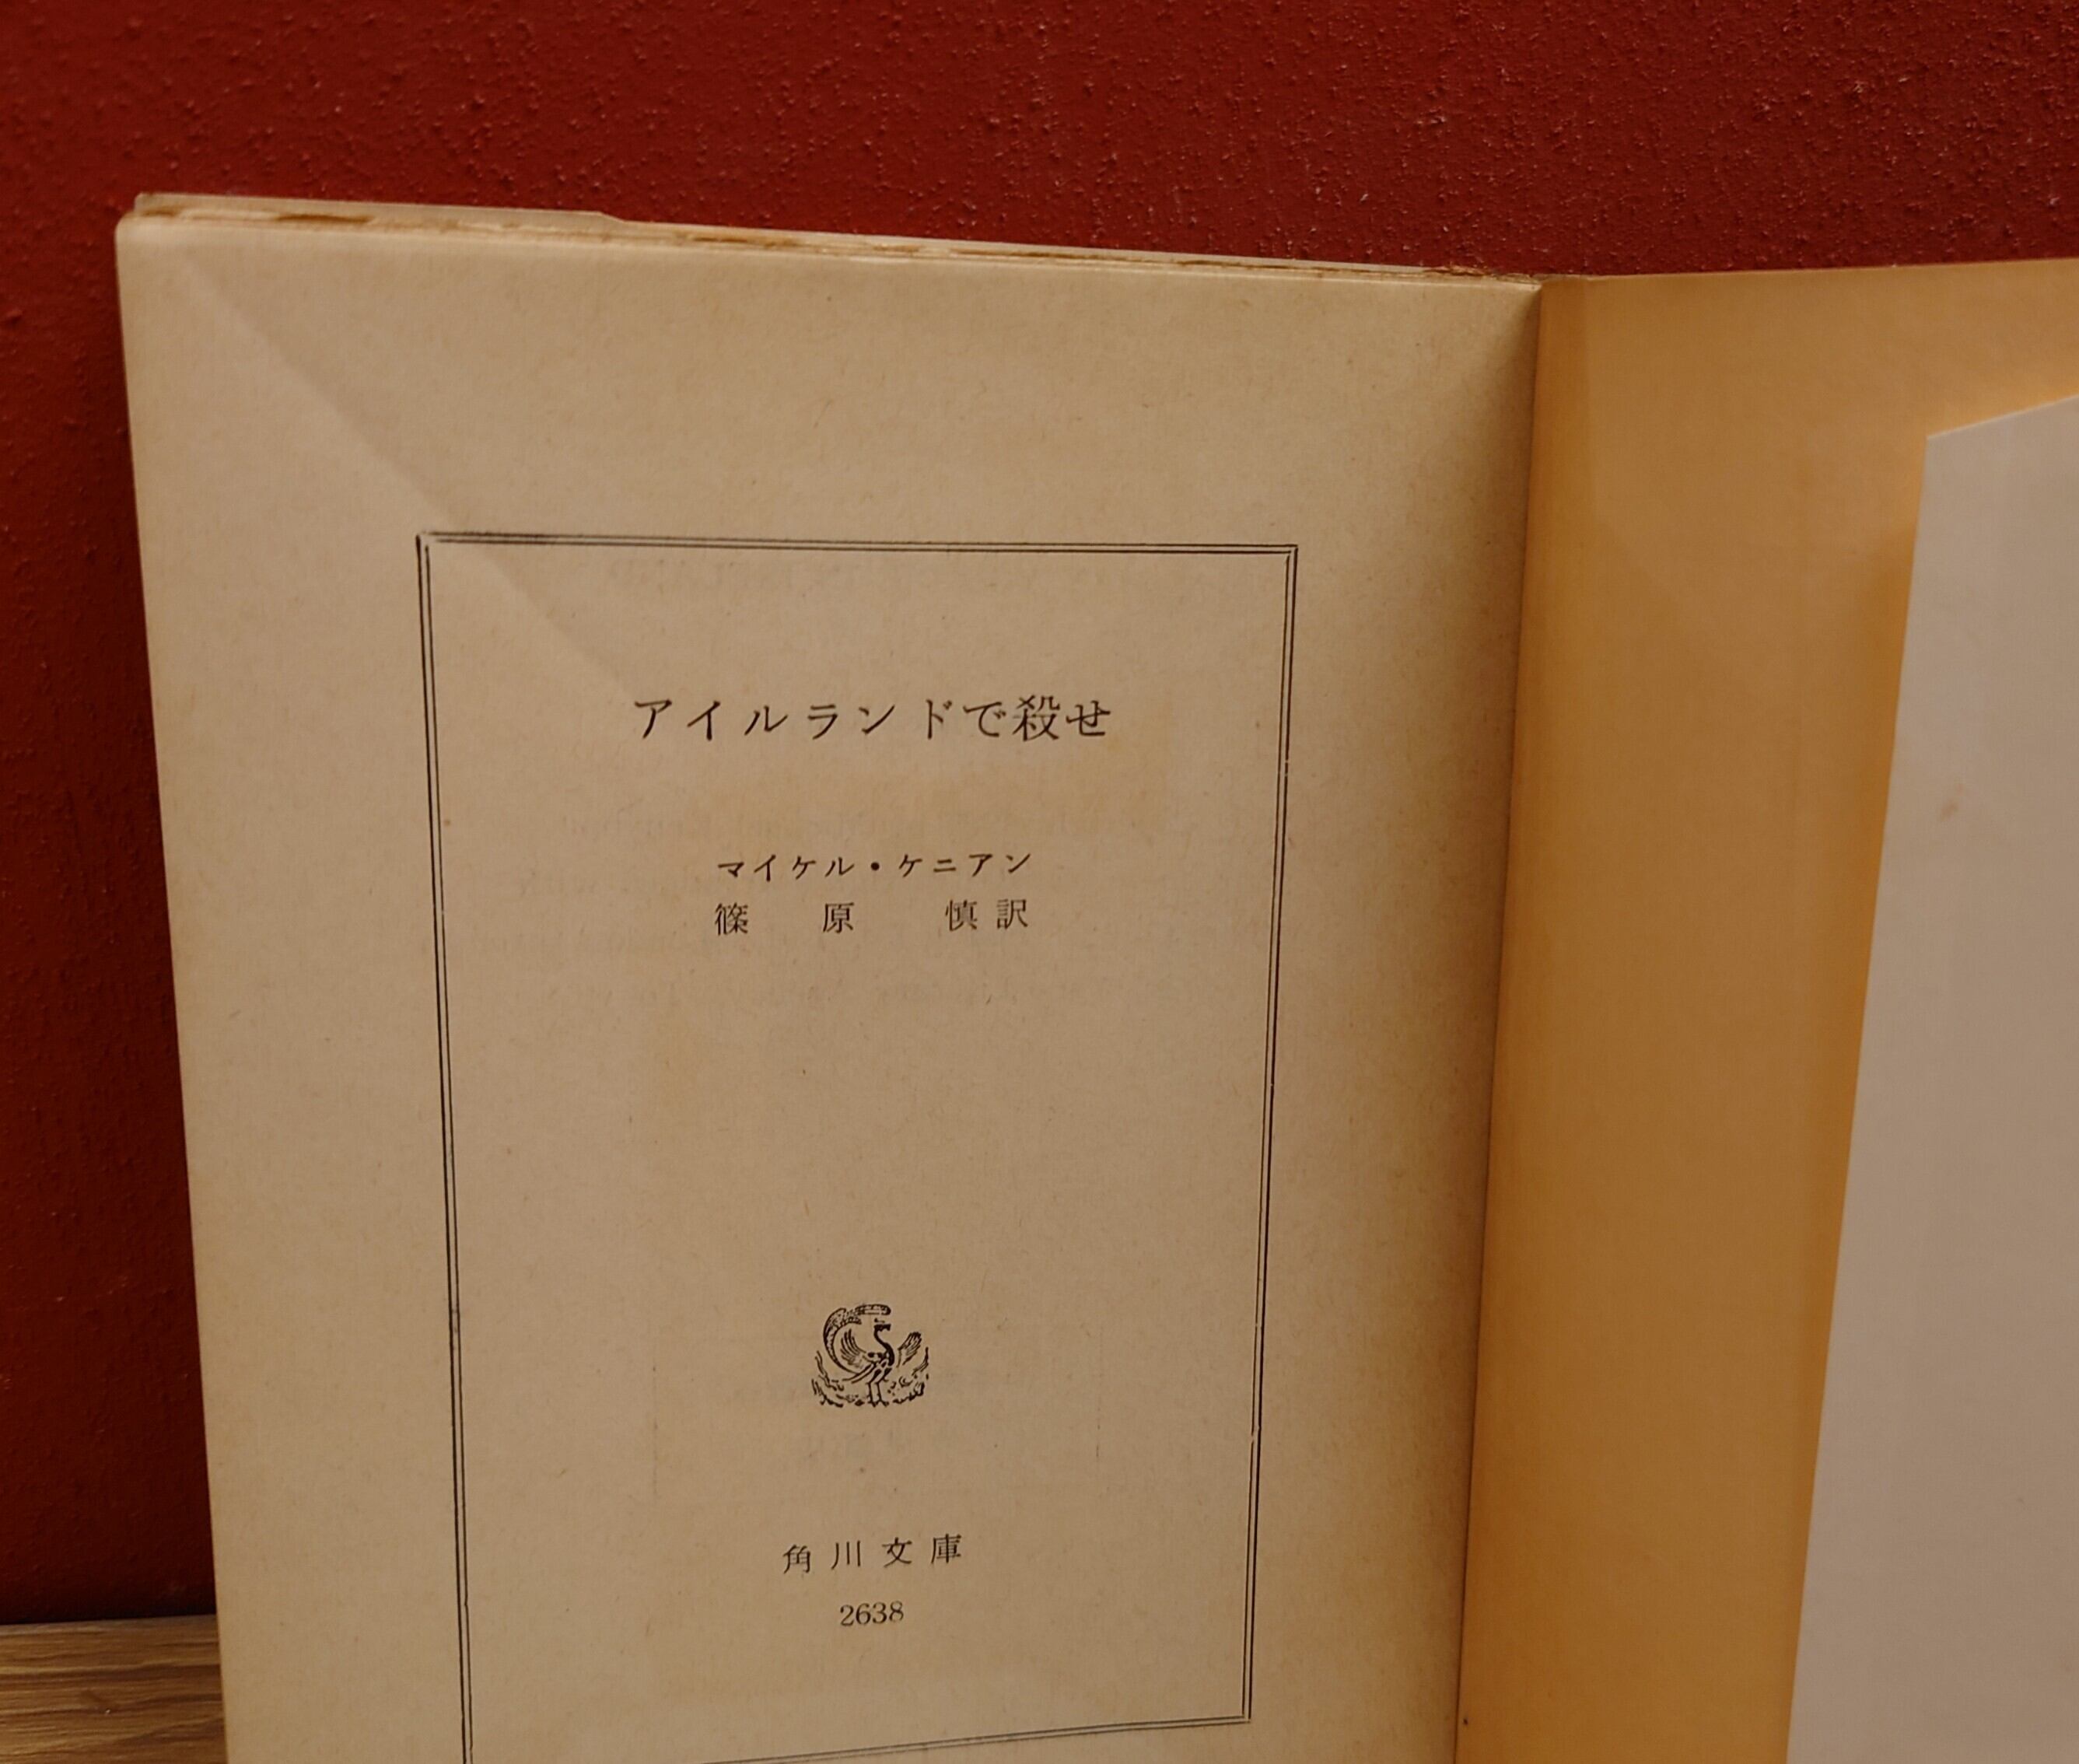 アイルランドで殺せ
マイケル・ケニアン
篠原 慎訳
角川文庫
2638